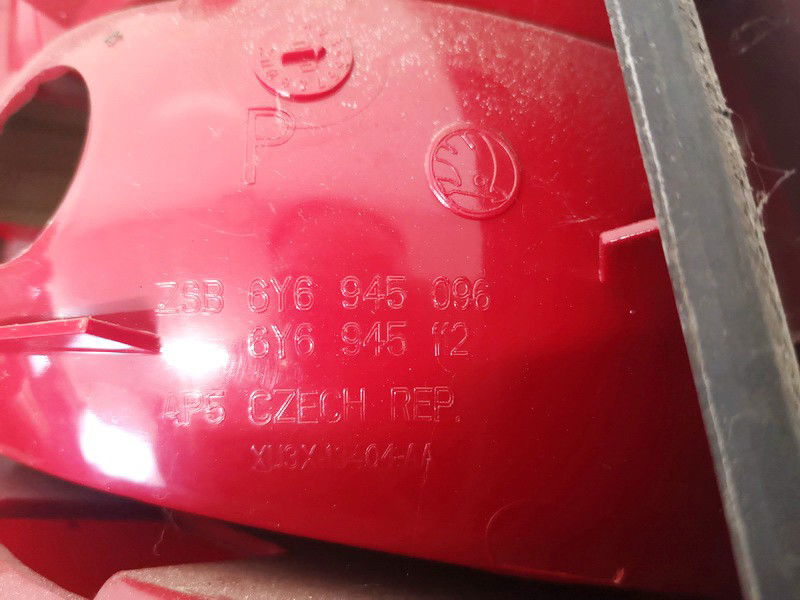 P
ZSB 6Y6 945 096
6Y6 945 112
AP5 CZECH REP.